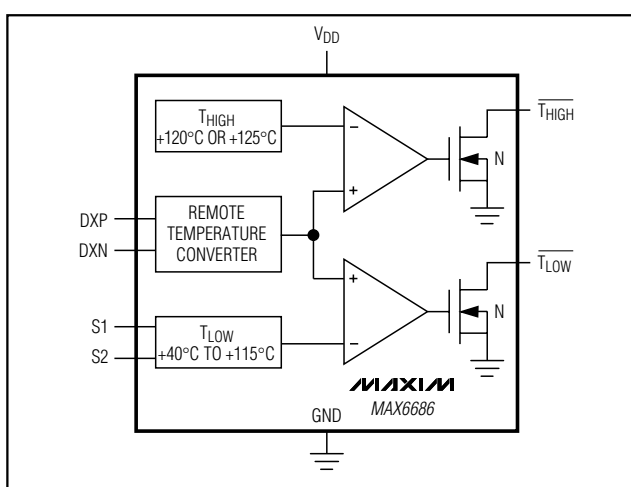 VDD
THIGH
+120°C OR +125°C
−
+
THIGH
N
DXP
DXN
REMOTE
TEMPERATURE
CONVERTER
S1
S2
TLOW
+40°C TO +115°C
+
−
TLOW
N
MAXIM
MAX6686
GND